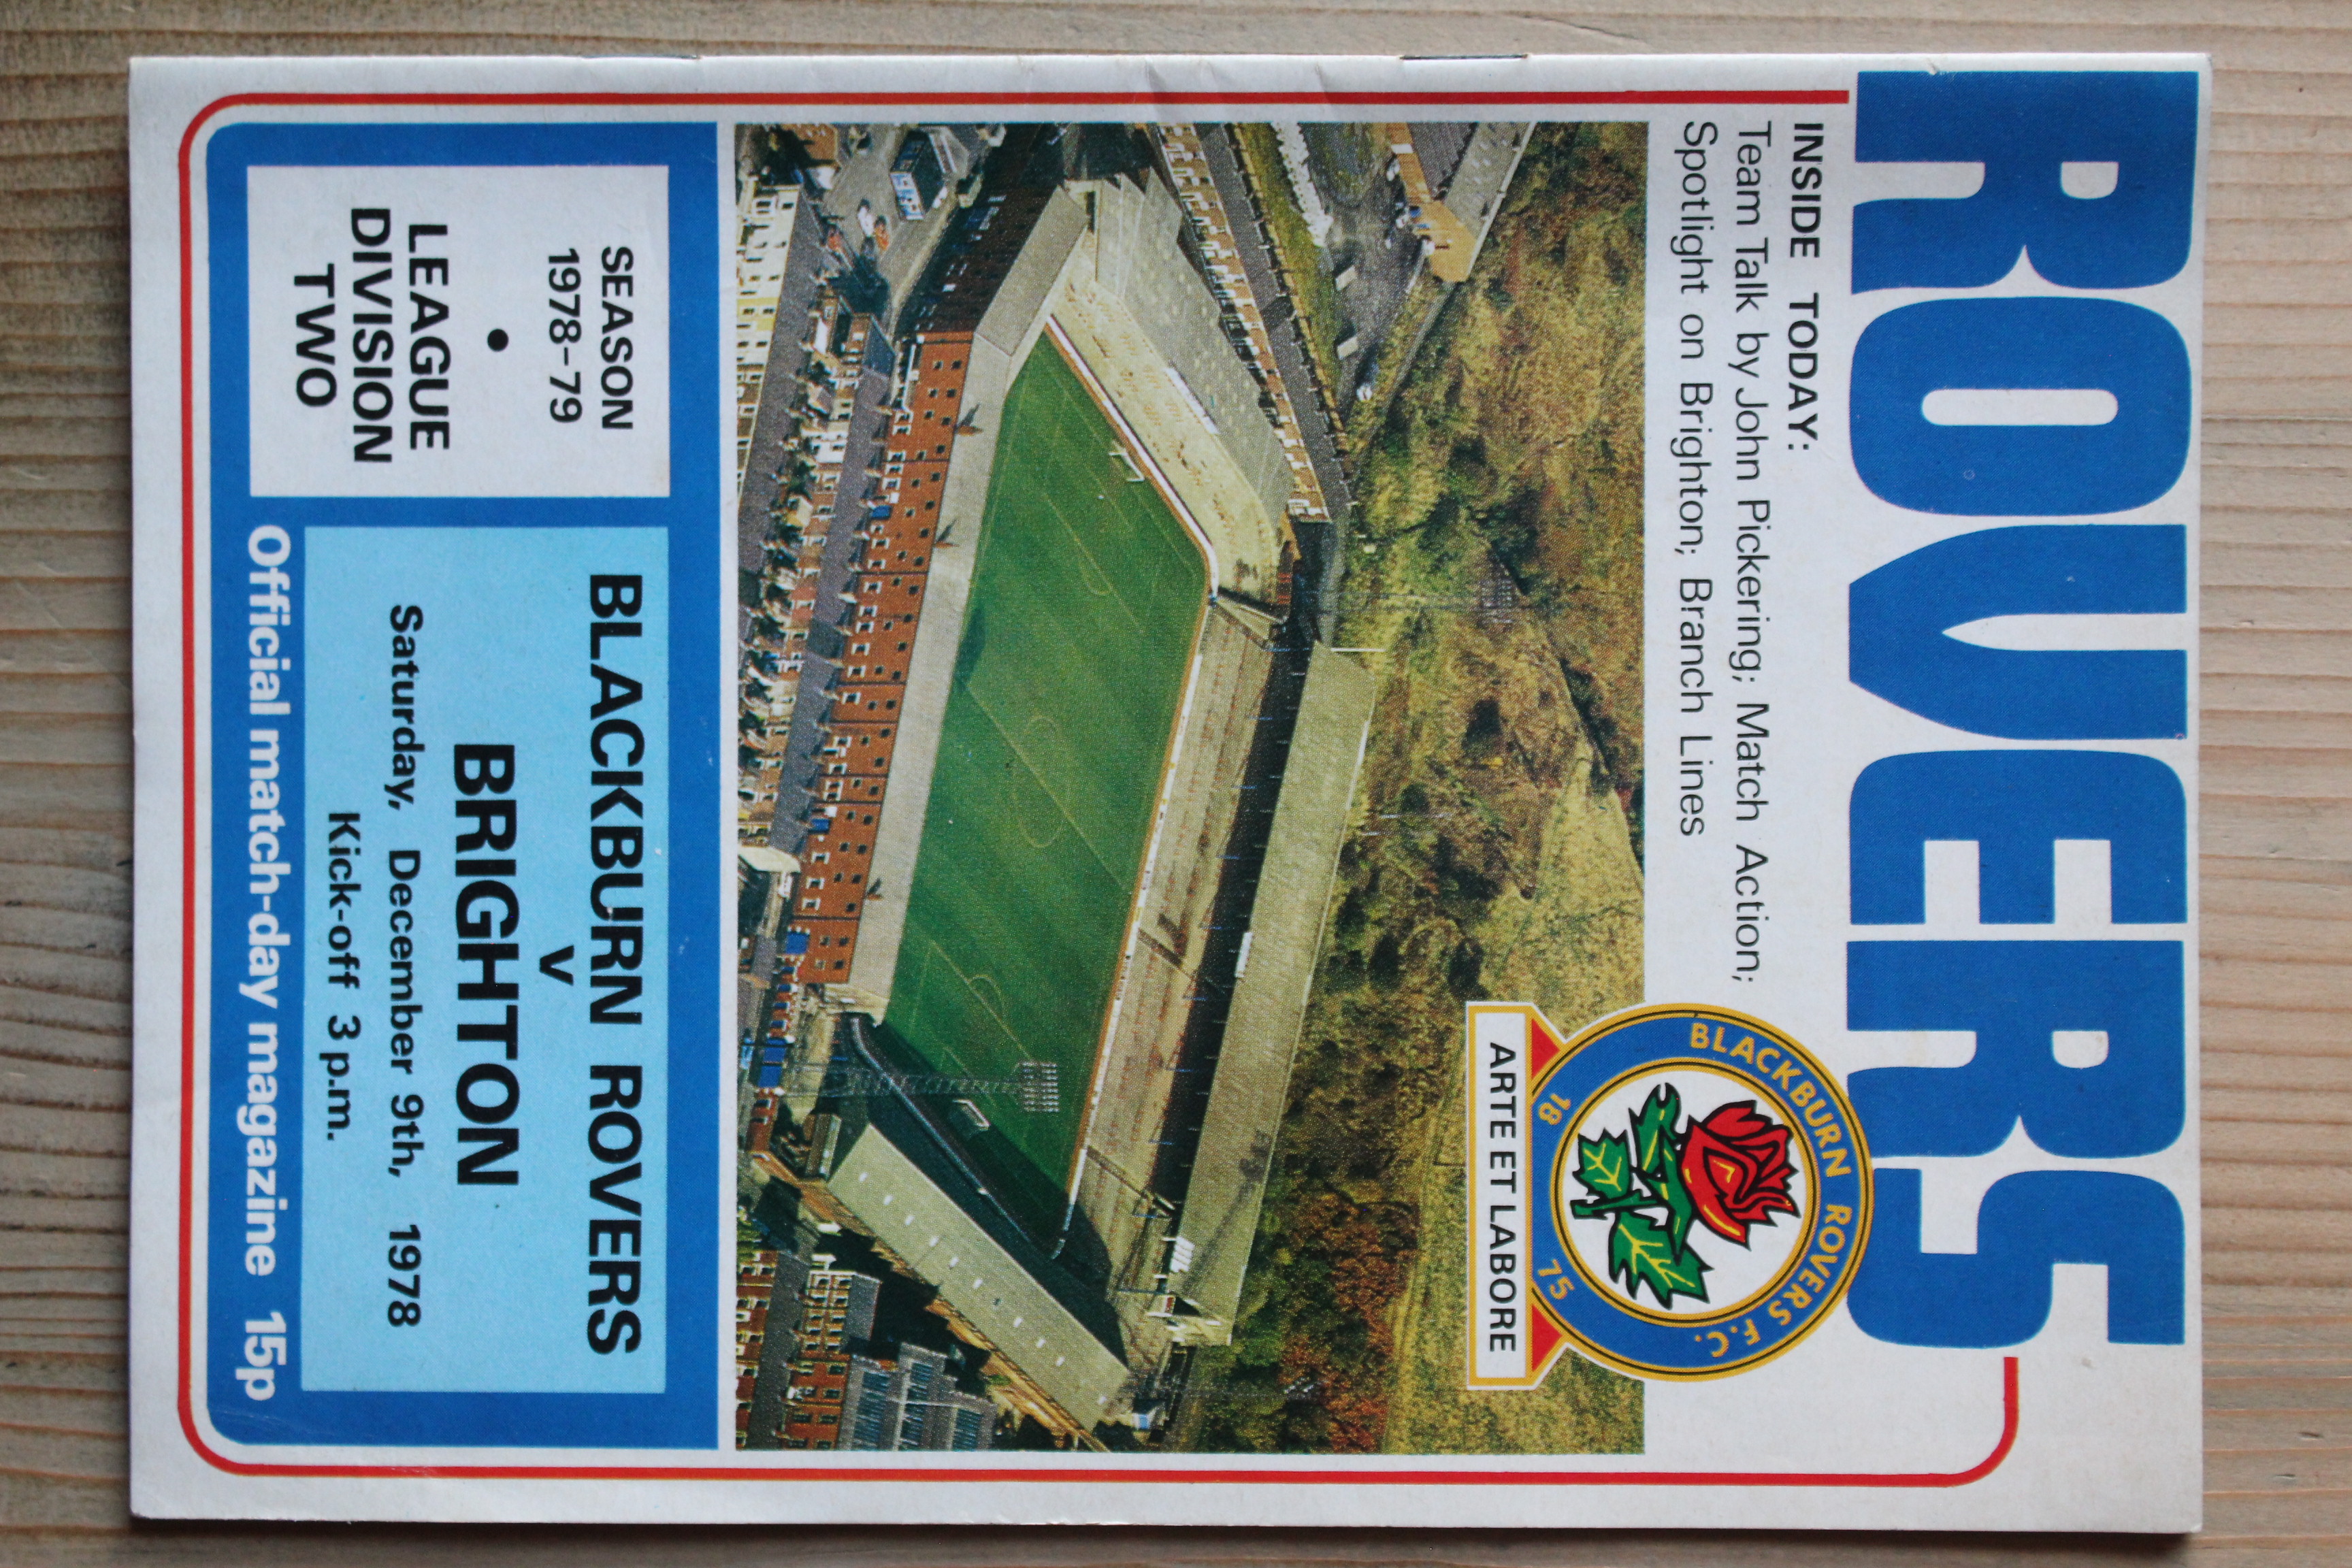 ROVERS
INSIDE TODAY:
Team Talk by John Pickering; Match Action;
Spotlight on Brighton; Branch Lines
BLACKBURN ROVERS F.C.
18 75
ARTE ET LABORE
SEASON
1978-79
•
LEAGUE
DIVISION
TWO
BLACKBURN ROVERS
v
BRIGHTON
Saturday, December 9th, 1978
Kick-off 3 p.m.
Official match-day magazine 15p